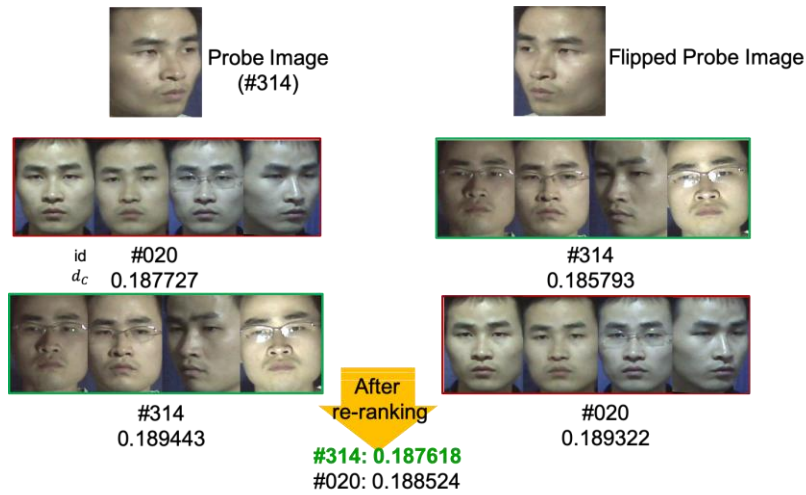 Probe Image
(#314)
Flipped Probe Image
id #020
d_C 0.187727
#314
0.185793
#314
0.189443
#020
0.189322
After
re-ranking
#314: 0.187618
#020: 0.188524